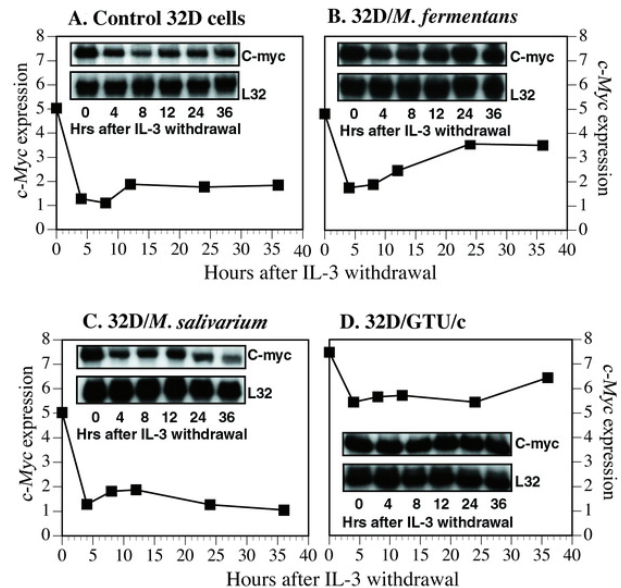 A. Control 32D cells
8
7
6
5
4
3
2
1
0
c-Myc expression
C-myc
L32
0 4 8 12 24 36
Hrs after IL-3 withdrawal
0 5 10 15 20 25 30 35 40
B. 32D/M. fermentans
C-myc
L32
0 4 8 12 24 36
Hrs after IL-3 withdrawal
8
7
6
5
4
3
2
1
0
c-Myc expression
0 5 10 15 20 25 30 35 40
Hours after IL-3 withdrawal
C. 32D/M. salivarium
8
7
6
5
4
3
2
1
0
c-Myc expression
C-myc
L32
0 4 8 12 24 36
Hrs after IL-3 withdrawal
0 5 10 15 20 25 30 35 40
D. 32D/GTU/c
8
7
6
5
4
3
2
1
0
c-Myc expression
C-myc
L32
0 4 8 12 24 36
Hrs after IL-3 withdrawal
0 5 10 15 20 25 30 35 40
Hours after IL-3 withdrawal